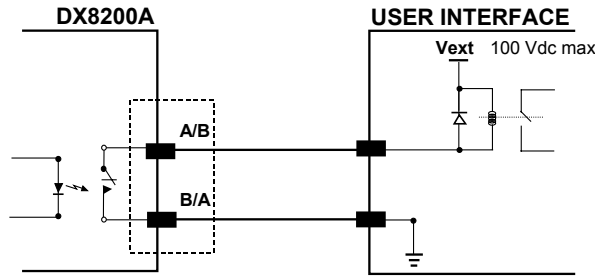 DX8200A
USER INTERFACE
Vext 100 Vdc max
A/B
B/A